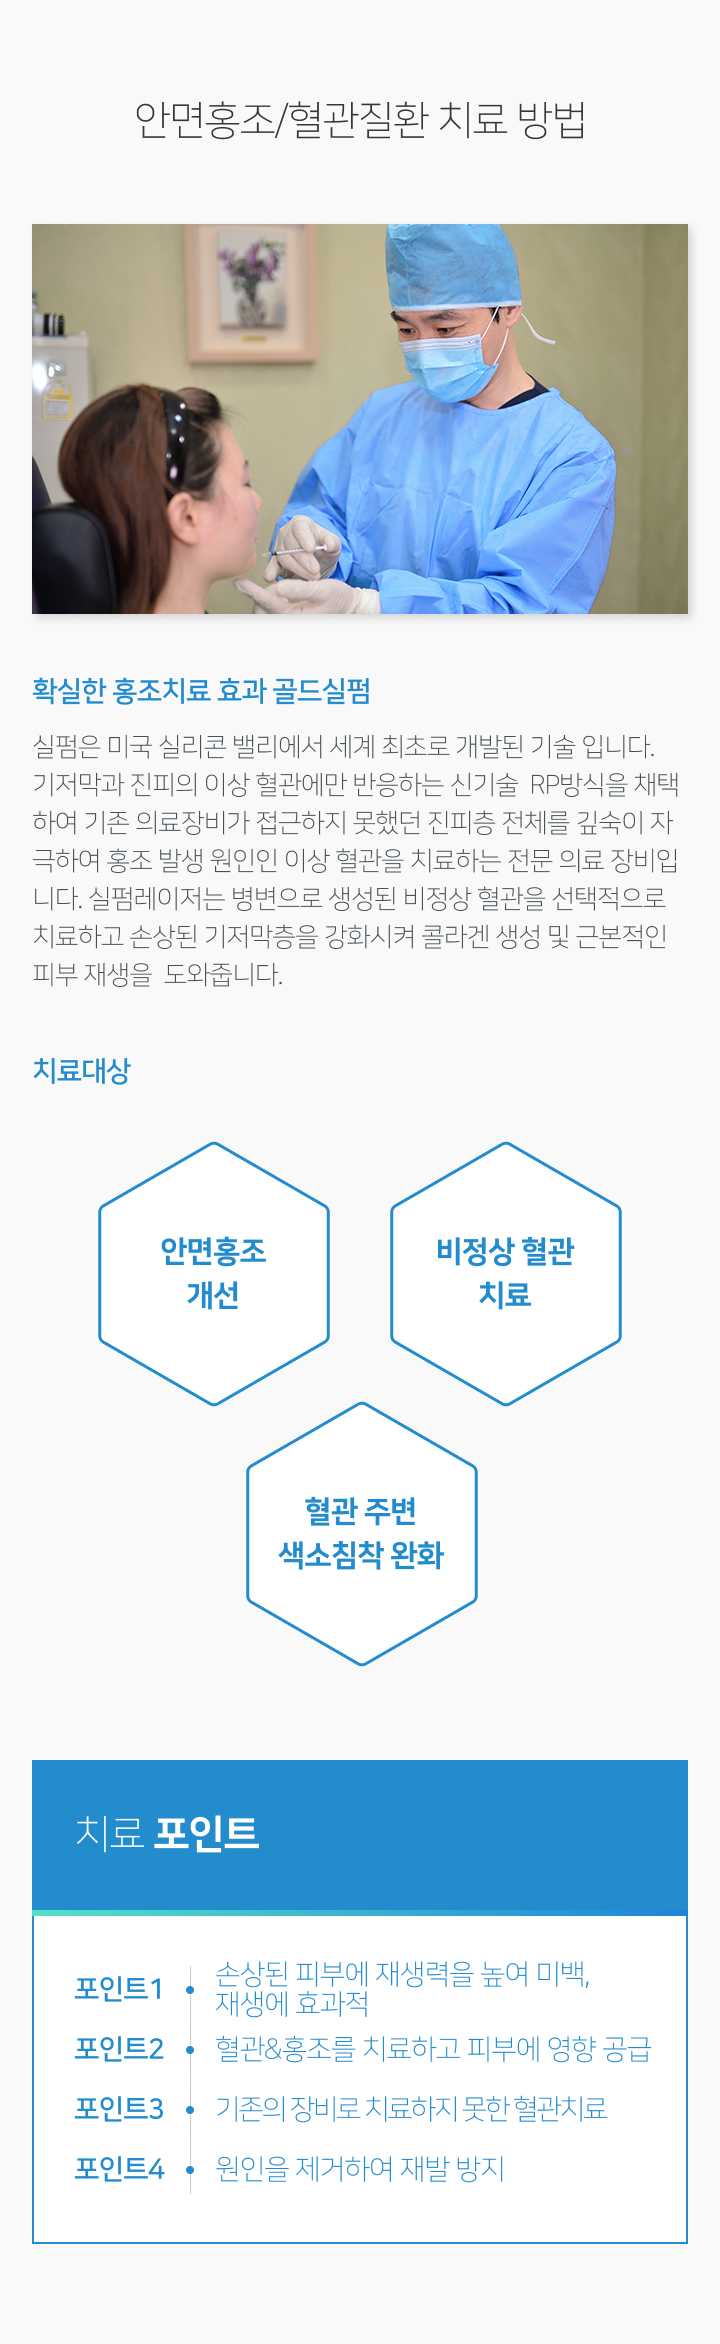 안면홍조/혈관질환 치료 방법
확실한 홍조치료 효과 골드실펌
실펌은 미국 실리콘 밸리에서 세계 최초로 개발된 기술 입니다.
기저막과 진피의 이상 혈관에만 반응하는 신기술 RP방식을 채택
하여 기존 의료장비가 접근하지 못했던 진피층 전체를 깊숙이 자
극하여 홍조 발생 원인인 이상 혈관을 치료하는 전문 의료 장비입
니다. 실펌레이저는 병변으로 생성된 비정상 혈관을 선택적으로
치료하고 손상된 기저막층을 강화시켜 콜라겐 생성 및 근본적인
피부 재생을 도와줍니다.
치료대상
안면홍조
개선
비정상 혈관
치료
혈관 주변
색소침착 완화
치료 포인트
포인트1 손상된 피부에 재생력을 높여 미백,
재생에 효과적
포인트2 혈관&홍조를 치료하고 피부에 영향 공급
포인트3 기존의 장비로 치료하지 못한 혈관치료
포인트4 원인을 제거하여 재발 방지